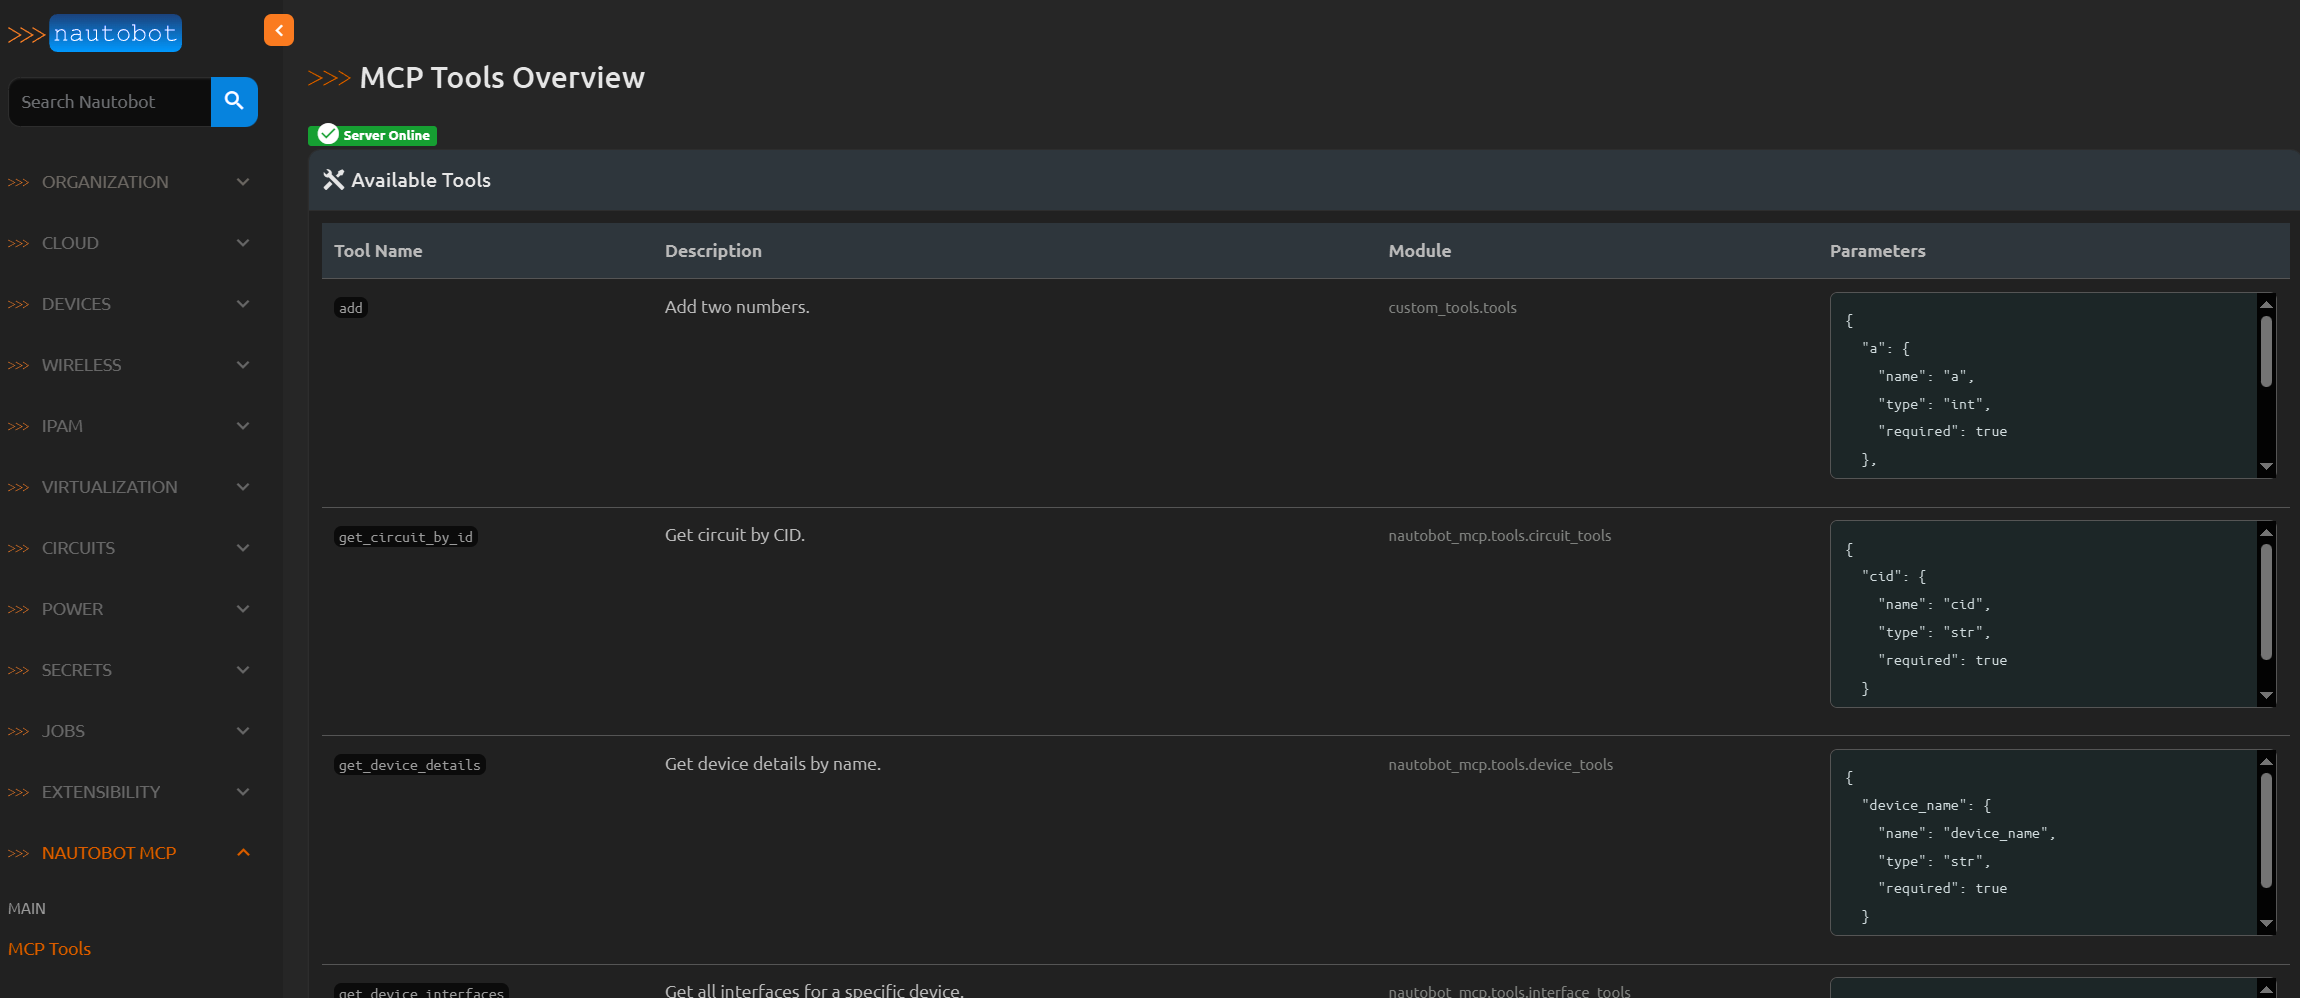 >>> nautobot
Search Nautobot
>>> ORGANIZATION
>>> CLOUD
>>> DEVICES
>>> WIRELESS
>>> IPAM
>>> VIRTUALIZATION
>>> CIRCUITS
>>> POWER
>>> SECRETS
>>> JOBS
>>> EXTENSIBILITY
>>> NAUTOBOT MCP
MAIN
MCP Tools
>>> MCP Tools Overview
Server Online
Available Tools
Tool Name Description Module Parameters
add Add two numbers. custom_tools.tools
{
"a": {
"name": "a",
"type": "int",
"required": true
},
get_circuit_by_id Get circuit by CID. nautobot_mcp.tools.circuit_tools
{
"cid": {
"name": "cid",
"type": "str",
"required": true
}
get_device_details Get device details by name. nautobot_mcp.tools.device_tools
{
"device_name": {
"name": "device_name",
"type": "str",
"required": true
}
get_device_interfaces Get all interfaces for a specific device. nautobot_mcp.tools.interface_tools